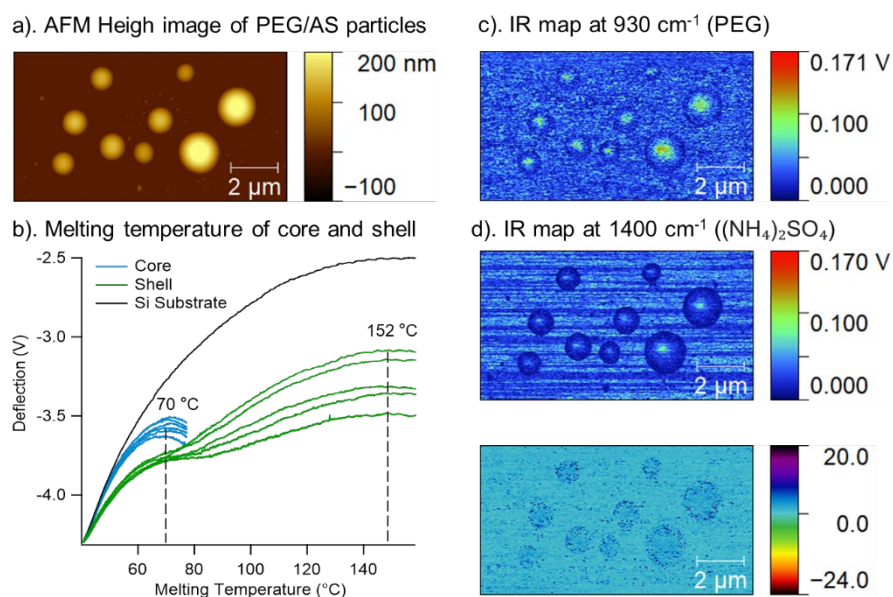 a). AFM Heigh image of PEG/AS particles
200 nm
100
−100
2 µm
b). Melting temperature of core and shell
-2.5
-3.0
-3.5
-4.0
Deflection (V)
Core
Shell
Si Substrate
70 °C
152 °C
60
80
100
120
140
Melting Temperature (°C)
c). IR map at 930 cm⁻¹ (PEG)
0.171 V
0.100
0.000
2 µm
d). IR map at 1400 cm⁻¹ ((NH₄)₂SO₄)
0.170 V
0.100
0.000
2 µm
20.0
0.0
−24.0
2 µm